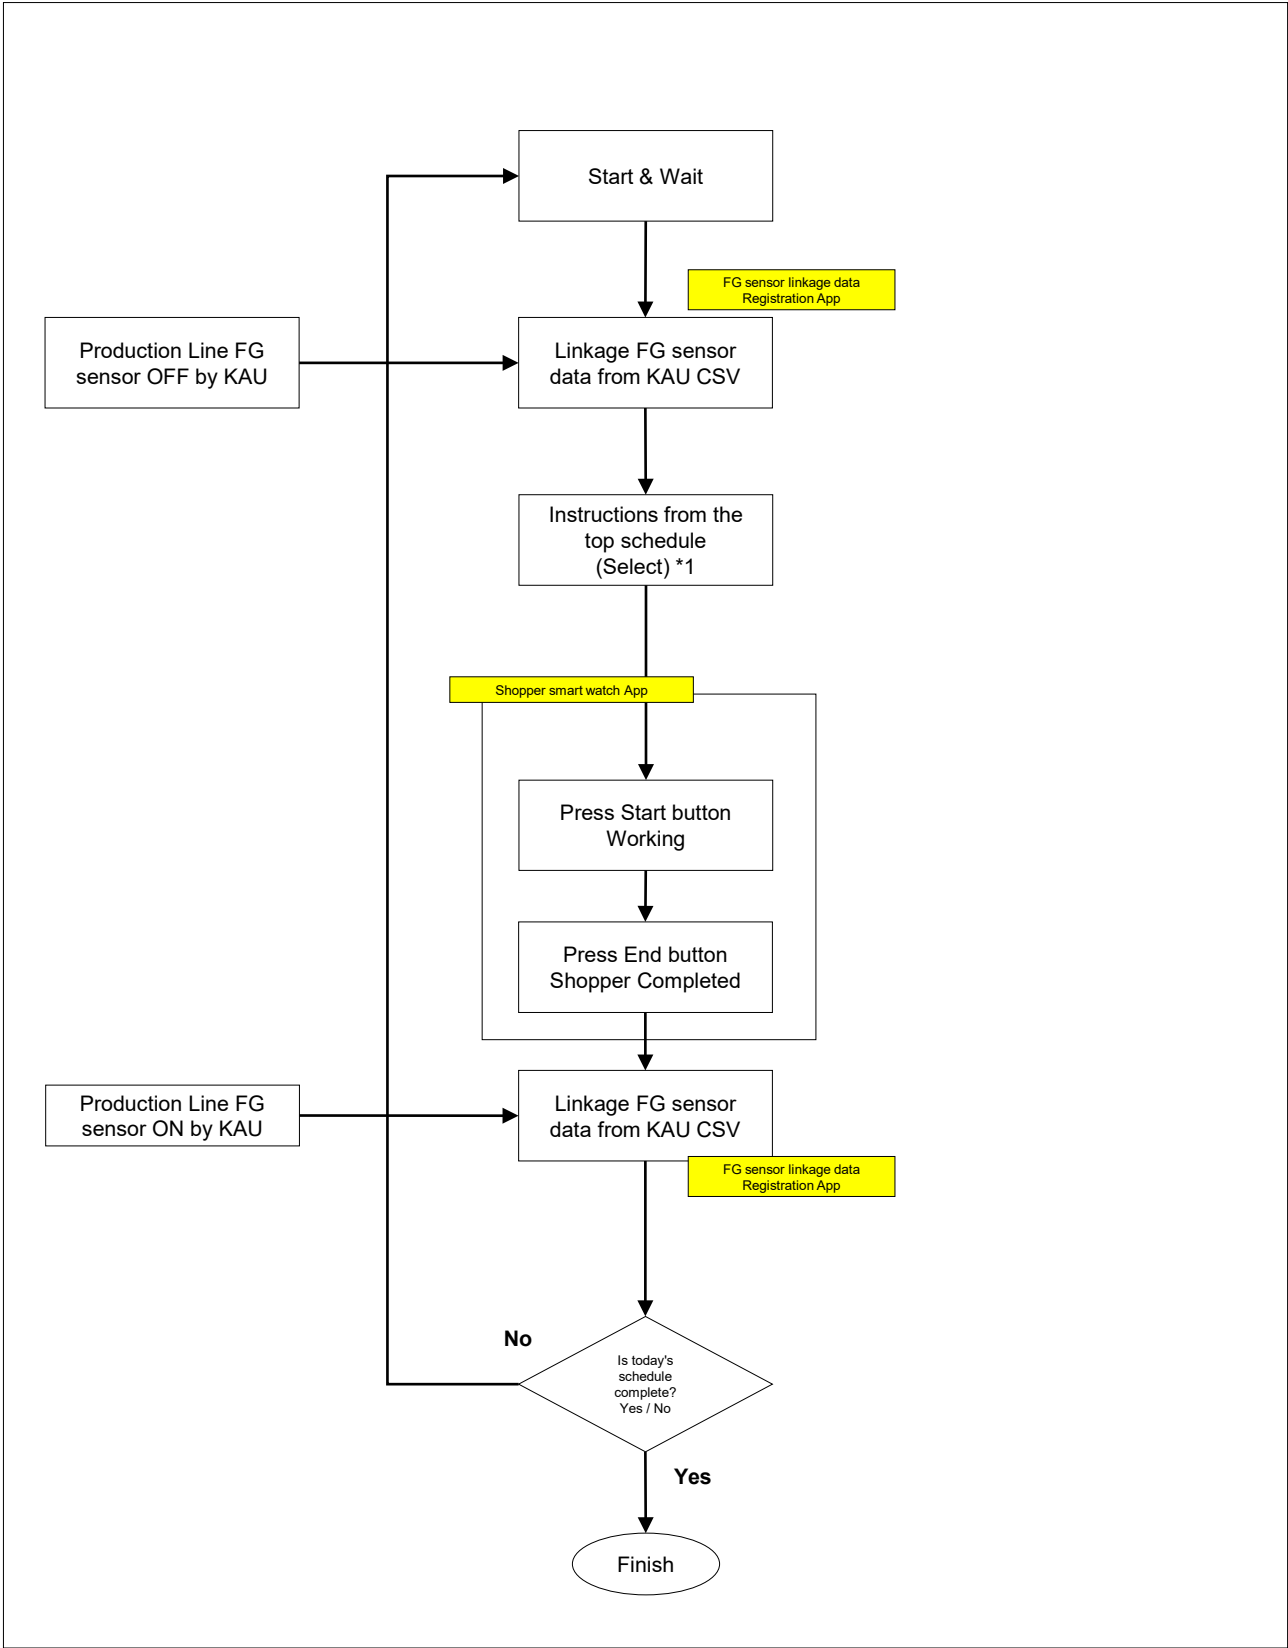 Start & Wait
FG sensor linkage data
Registration App
Production Line FG
sensor OFF by KAU
Linkage FG sensor
data from KAU CSV
Instructions from the
top schedule
(Select) *1
Shopper smart watch App
Press Start button
Working
Press End button
Shopper Completed
Production Line FG
sensor ON by KAU
Linkage FG sensor
data from KAU CSV
FG sensor linkage data
Registration App
No
Is today's
schedule
complete?
Yes / No
Yes
Finish